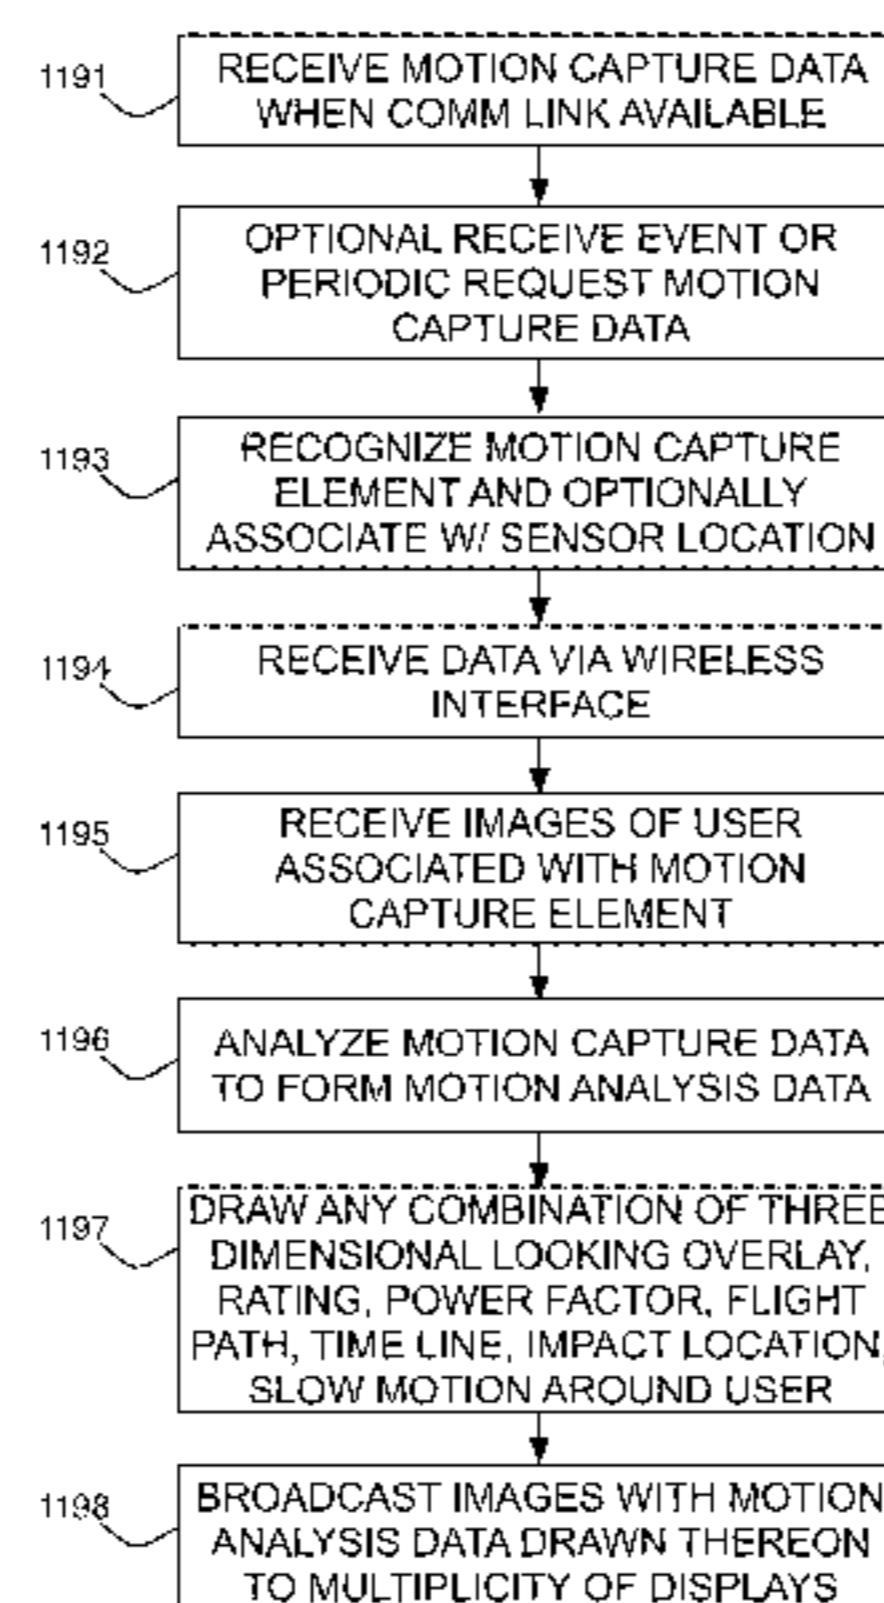 1191
RECEIVE MOTION CAPTURE DATA
WHEN COMM LINK AVAILABLE
1192
OPTIONAL RECEIVE EVENT OR
PERIODIC REQUEST MOTION
CAPTURE DATA
1193
RECOGNIZE MOTION CAPTURE
ELEMENT AND OPTIONALLY
ASSOCIATE W/ SENSOR LOCATION
1194
RECEIVE DATA VIA WIRELESS
INTERFACE
1195
RECEIVE IMAGES OF USER
ASSOCIATED WITH MOTION
CAPTURE ELEMENT
1196
ANALYZE MOTION CAPTURE DATA
TO FORM MOTION ANALYSIS DATA
1197
DRAW ANY COMBINATION OF THREE
DIMENSIONAL LOOKING OVERLAY,
RATING, POWER FACTOR, FLIGHT
PATH, TIME LINE, IMPACT LOCATION,
SLOW MOTION AROUND USER
1198
BROADCAST IMAGES WITH MOTION
ANALYSIS DATA DRAWN THEREON
TO MULTIPLICITY OF DISPLAYS